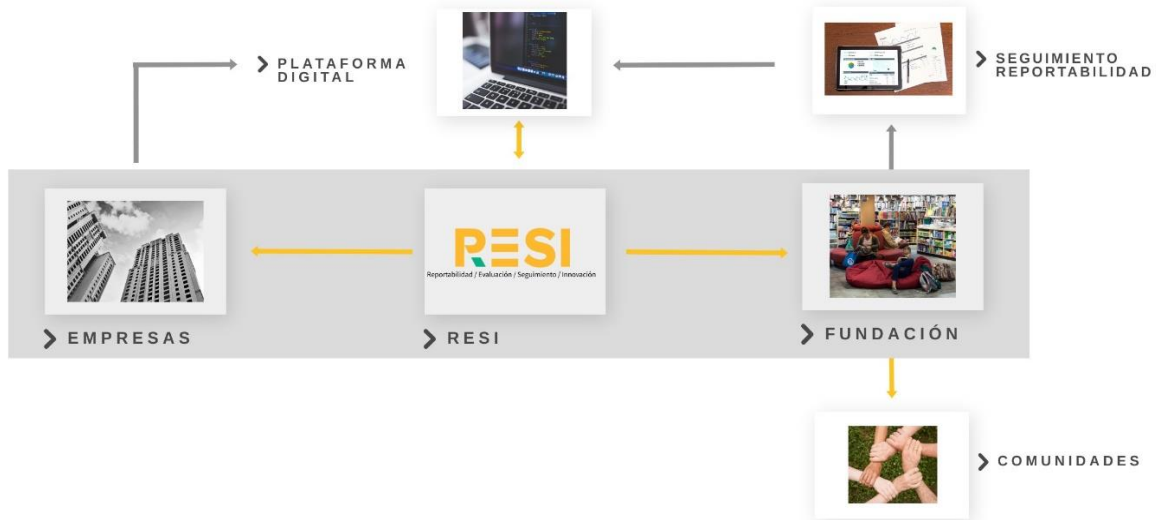 PLATAFORMA
DIGITAL
SEGUIMIENTO
REPORTABILIDAD
RESI
Reportabilidad / Evaluación / Seguimiento / Innovación
EMPRESAS
RESI
FUNDACIÓN
COMUNIDADES